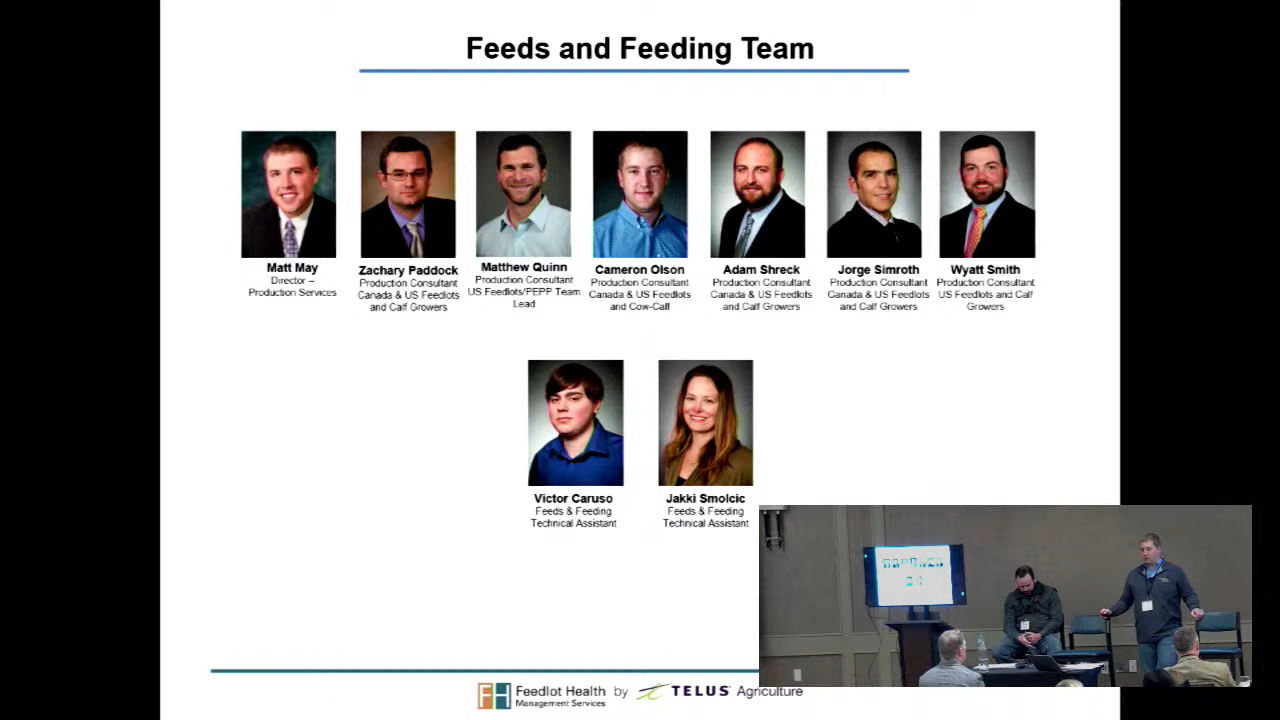 Feeds and Feeding Team
Matt May
Director –
Production Services
Zachary Paddock
Production Consultant
Canada & US Feedlots
and Calf Growers
Matthew Quinn
Production Consultant
US Feedlots/PEPP Team
Lead
Cameron Olson
Production Consultant
Canada & US Feedlots
and Cow-Calf
Adam Shreck
Production Consultant
Canada & US Feedlots
and Calf Growers
Jorge Simroth
Production Consultant
Canada & US Feedlots
and Calf Growers
Wyatt Smith
Production Consultant
US Feedlots and Calf
Growers
Victor Caruso
Feeds & Feeding
Technical Assistant
Jakki Smolcic
Feeds & Feeding
Technical Assistant
FH Feedlot Health by TELUS Agriculture
Management Services